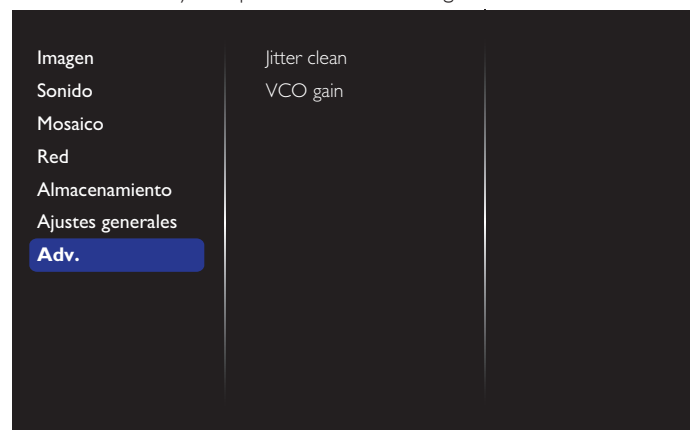 Imagen
Sonido
Mosaico
Red
Almacenamiento
Ajustes generales
Adv.
Jitter clean
VCO gain